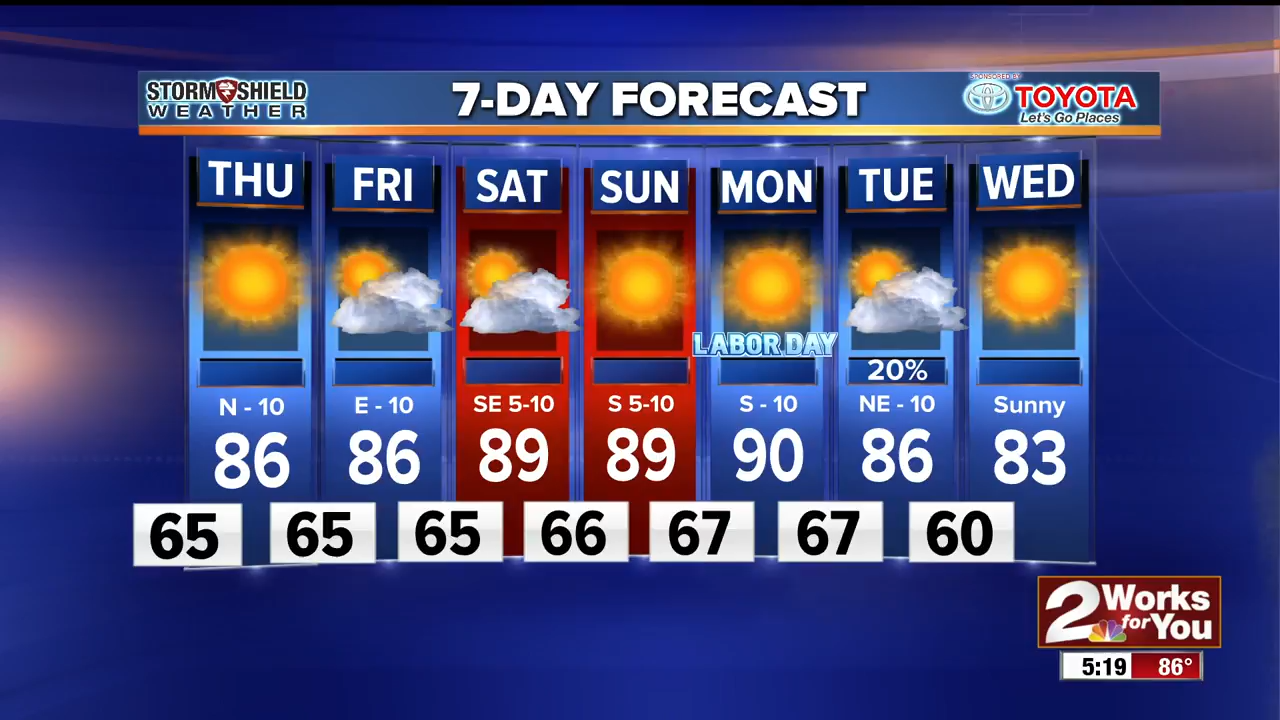 STORM SHIELD
WEATHER
7-DAY FORECAST
SPONSORED BY
TOYOTA
Let's Go Places
THU FRI SAT SUN MON TUE WED
LABOR DAY
20%
N - 10 E - 10 SE 5-10 S 5-10 S - 10 NE - 10 Sunny
86 86 89 89 90 86 83
65 65 65 66 67 67 60
2 Works
for You
5:19 86°